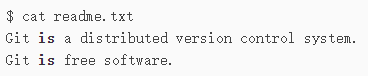 $ cat readme.txt
Git is a distributed version control system.
Git is free software.